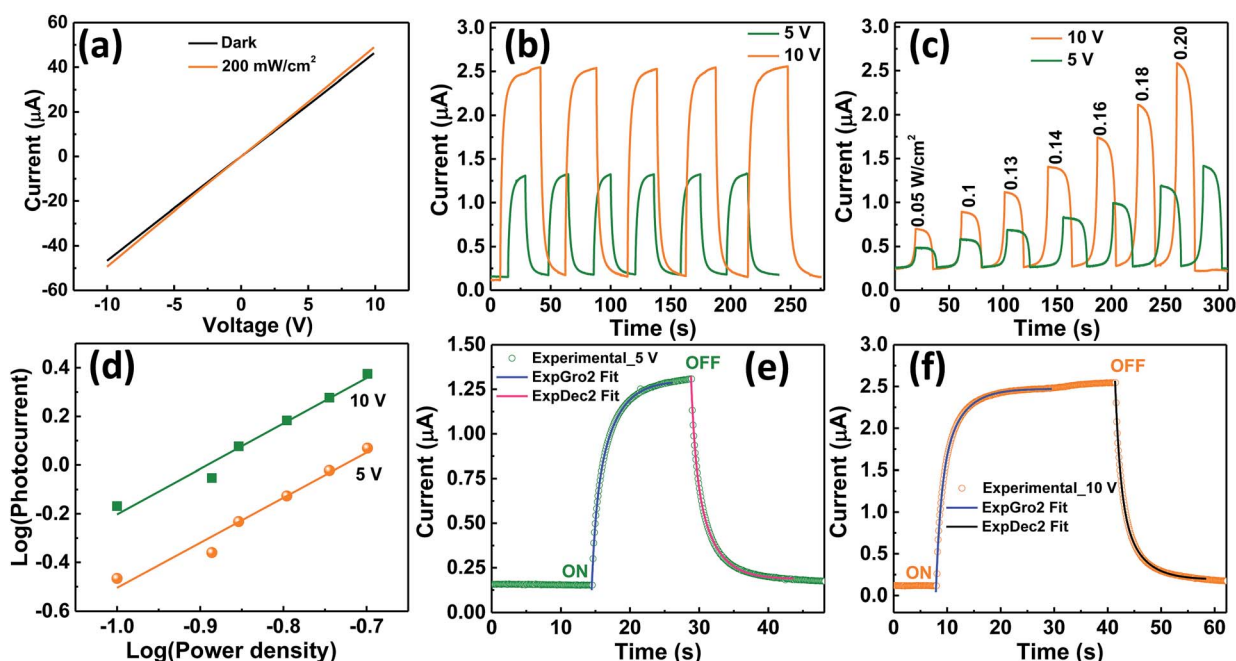 (a)
Dark
200 mW/cm²
60
40
20
0
-20
-40
-60
-10
-5
0
5
10
Current (μA)
Voltage (V)
(b)
5 V
10 V
3.0
2.5
2.0
1.5
1.0
0.5
0.0
0
50
100
150
200
250
Current (μA)
Time (s)
(c)
10 V
5 V
0.05 W/cm²
0.1
0.13
0.14
0.16
0.18
0.20
3.0
2.5
2.0
1.5
1.0
0.5
0.0
0
50
100
150
200
250
300
Current (μA)
Time (s)
(d)
10 V
5 V
0.4
0.2
0.0
-0.2
-0.4
-0.6
-1.0
-0.9
-0.8
-0.7
Log(Photocurrent)
Log(Power density)
(e)
Experimental_5 V
ExpGro2 Fit
ExpDec2 Fit
OFF
ON
1.50
1.25
1.00
0.75
0.50
0.25
0.00
0
10
20
30
40
Current (μA)
Time (s)
(f)
OFF
Experimental_10 V
ExpGro2 Fit
ExpDec2 Fit
ON
3.0
2.5
2.0
1.5
1.0
0.5
0.0
0
10
20
30
40
50
60
Current (μA)
Time (s)